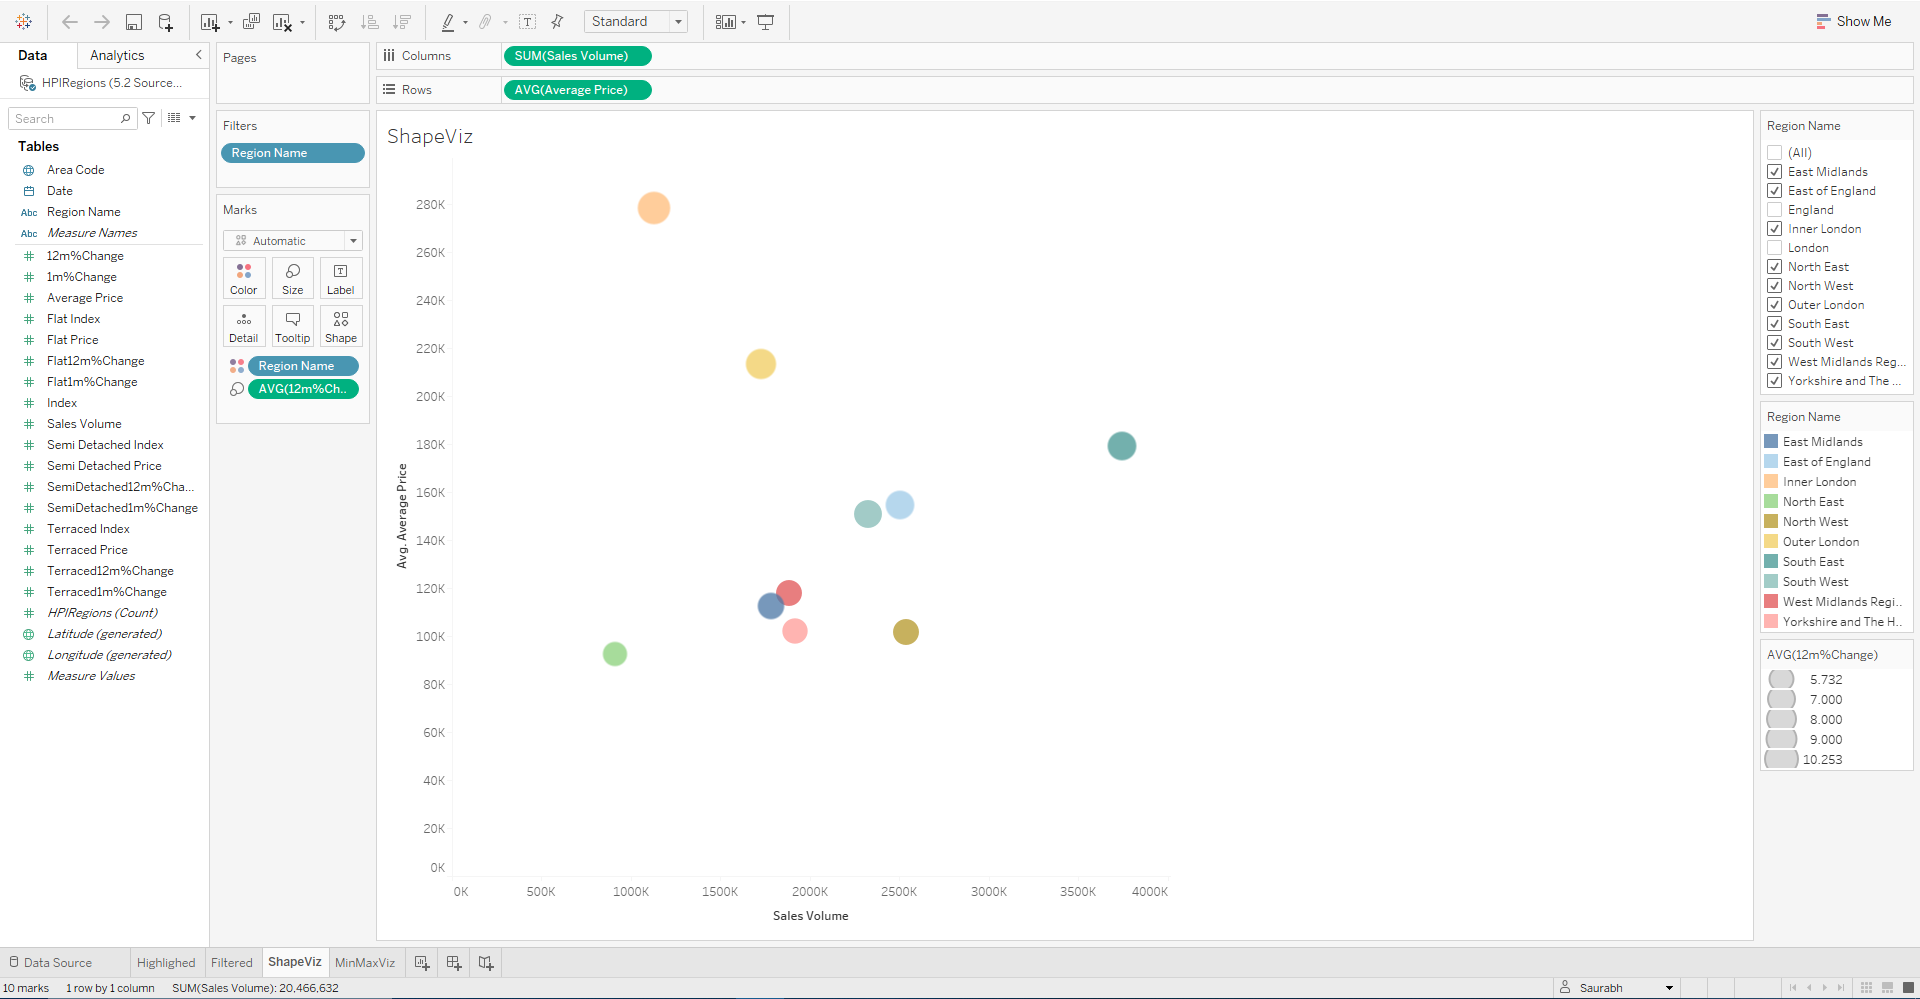 Standard
Show Me
Data
Analytics
HPIRegions (5.2 Source...
Search
Tables
Area Code
Date
Abc Region Name
Abc Measure Names
12m%Change
1m%Change
Average Price
Flat Index
Flat Price
Flat12m%Change
Flat1m%Change
Index
Sales Volume
Semi Detached Index
Semi Detached Price
SemiDetached12m%Cha...
SemiDetached1m%Change
Terraced Index
Terraced Price
Terraced12m%Change
Terraced1m%Change
HPIRegions (Count)
Latitude (generated)
Longitude (generated)
Measure Values
Pages
Filters
Region Name
Marks
Automatic
Color Size Label
Detail Tooltip Shape
Region Name
AVG(12m%Ch..
Columns SUM(Sales Volume)
Rows AVG(Average Price)
ShapeViz
Avg. Average Price
280K
260K
240K
220K
200K
180K
160K
140K
120K
100K
80K
60K
40K
20K
0K
0K 500K 1000K 1500K 2000K 2500K 3000K 3500K 4000K
Sales Volume
Region Name
(All)
East Midlands
East of England
England
Inner London
London
North East
North West
Outer London
South East
South West
West Midlands Reg...
Yorkshire and The ...
Region Name
East Midlands
East of England
Inner London
North East
North West
Outer London
South East
South West
West Midlands Regi..
Yorkshire and The H..
AVG(12m%Change)
5.732
7.000
8.000
9.000
10.253
Data Source Highlighed Filtered ShapeViz MinMaxViz
10 marks 1 row by 1 column SUM(Sales Volume): 20,466,632
Saurabh